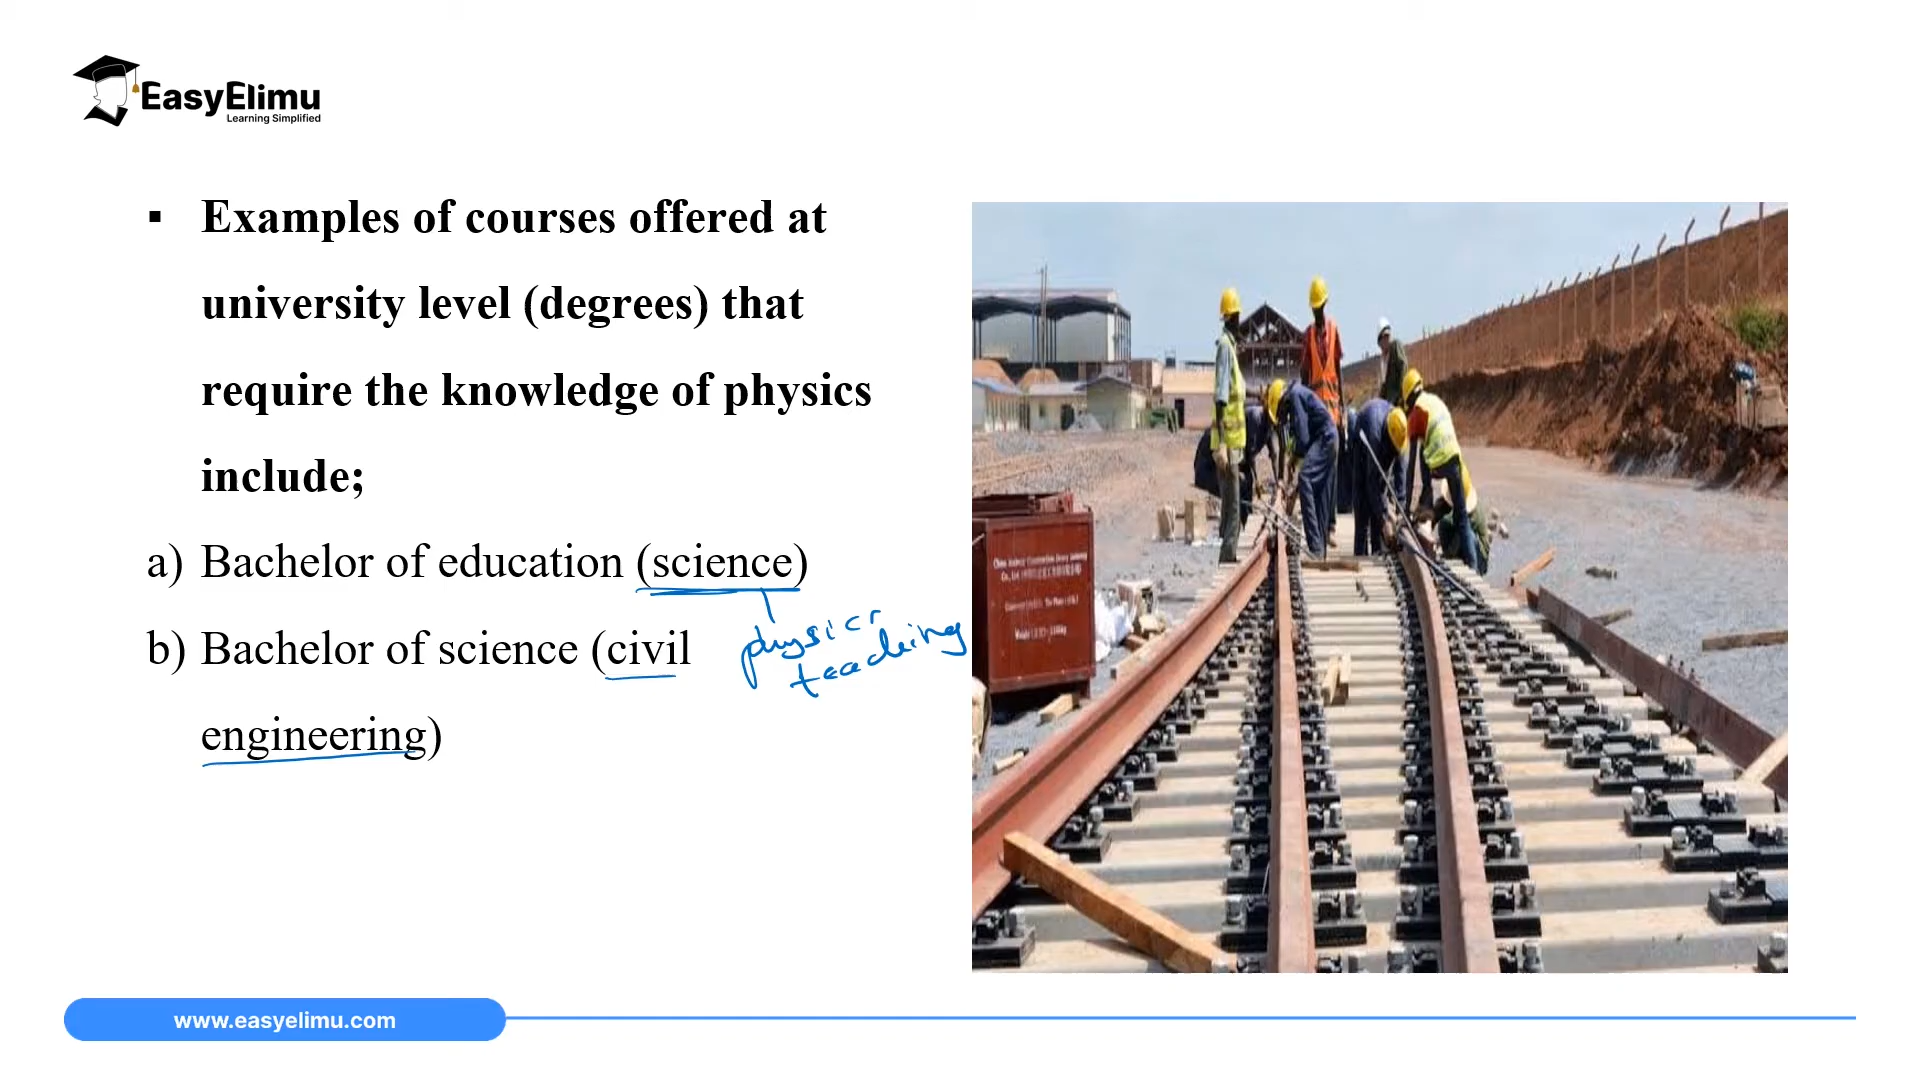 EasyElimu
Learning Simplified
▪ Examples of courses offered at
university level (degrees) that
require the knowledge of physics
include;
a) Bachelor of education (science)
physics
teaching
b) Bachelor of science (civil
engineering)
www.easyelimu.com